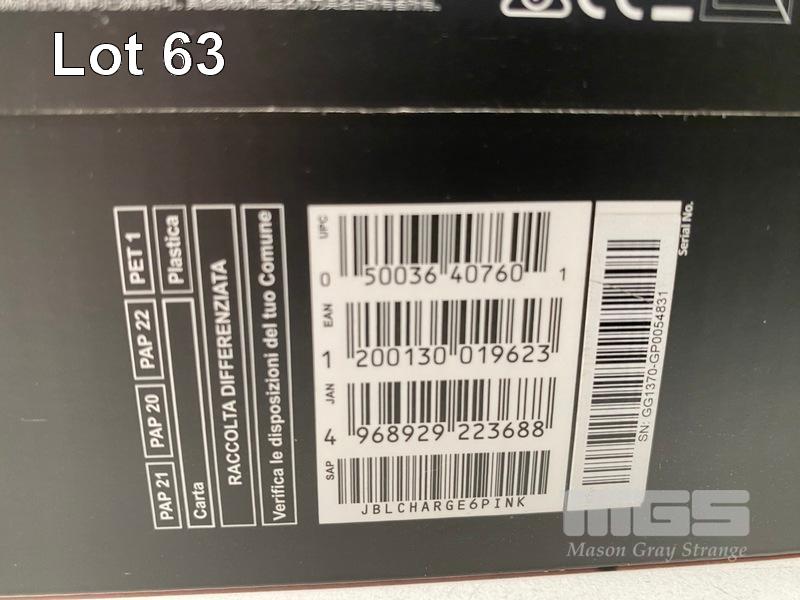 Lot 63
PET 1
Plastica
PAP 22
PAP 20
PAP 21
Carta
RACCOLTA DIFFERENZIATA
Verifica le disposizioni del tuo Comune
UPC
0 50036 40760 1
EAN
1 200130 019623
JAN
4 968929 223688
SAP
JBLCHARGE6PINK
Serial No.
SN: GG1370-GP0054831
MGS
Mason Gray Strange